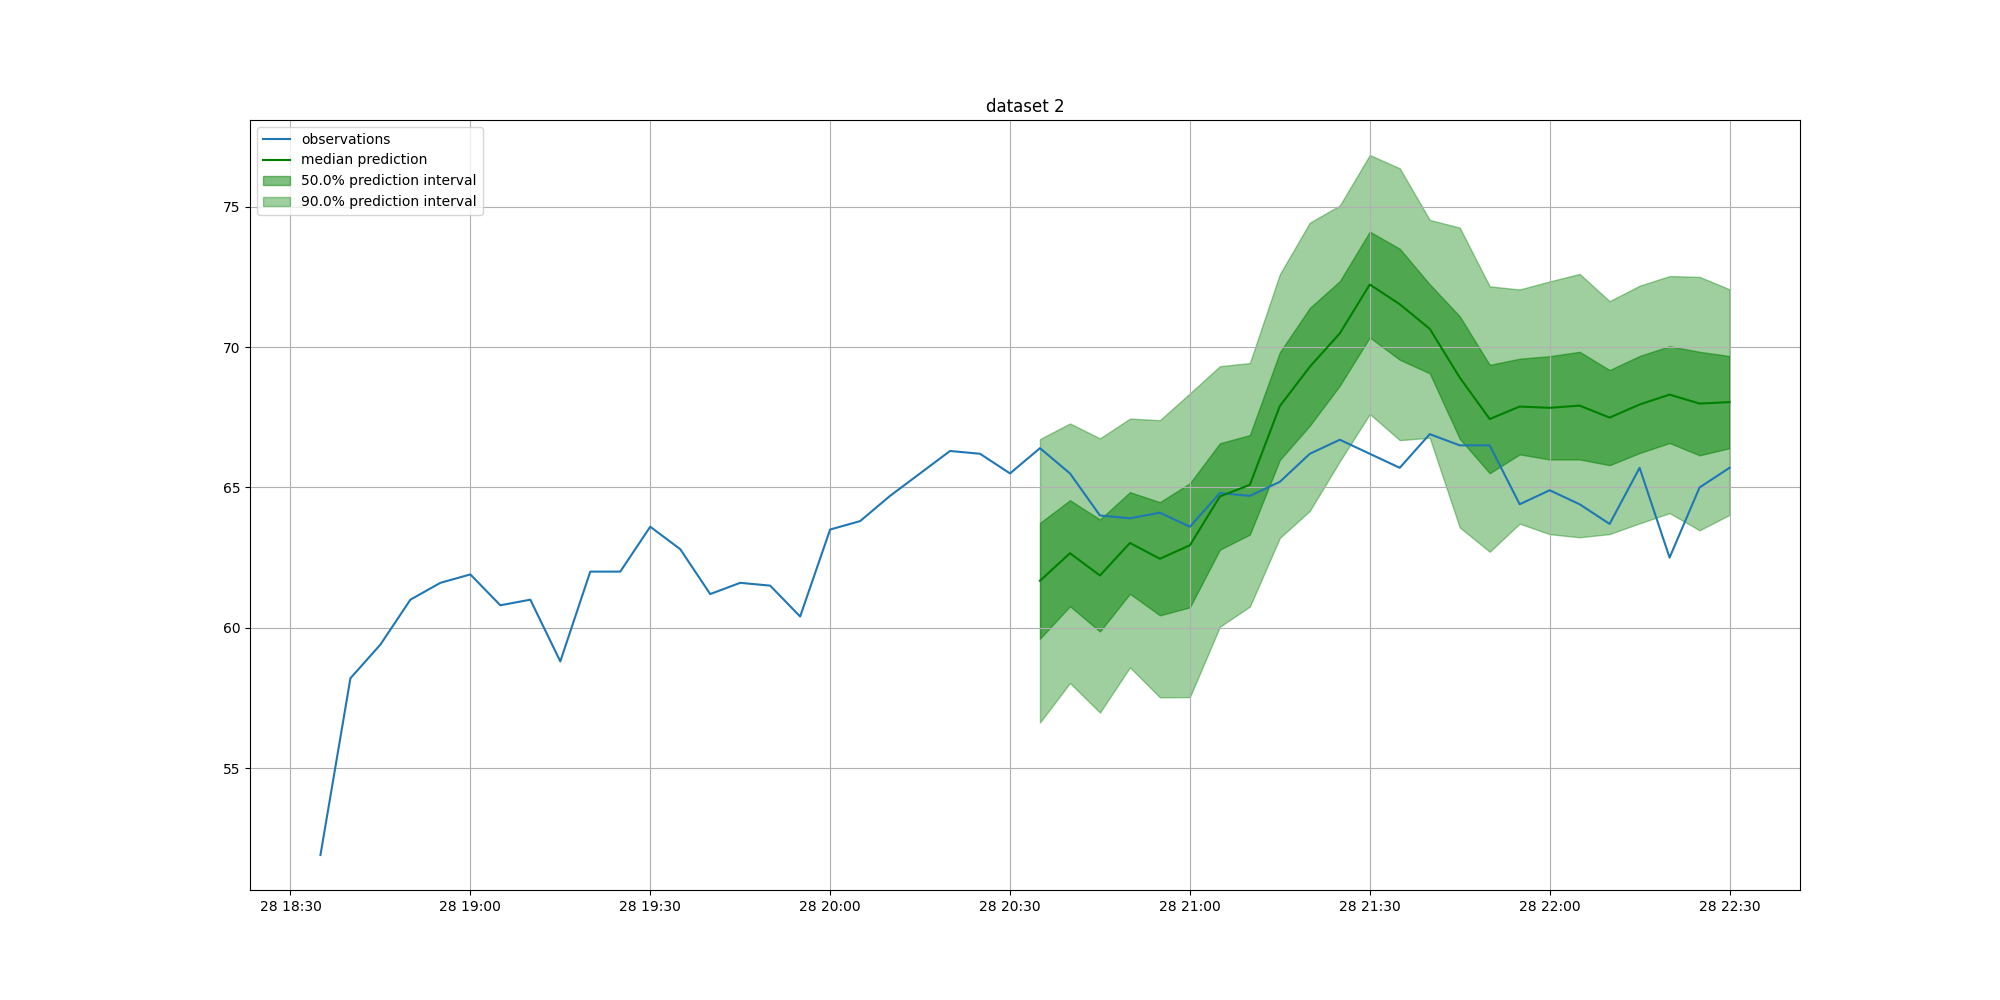 dataset 2
observations
median prediction
50.0% prediction interval
90.0% prediction interval
75
70
65
60
55
28 18:30 28 19:00 28 19:30 28 20:00 28 20:30 28 21:00 28 21:30 28 22:00 28 22:30